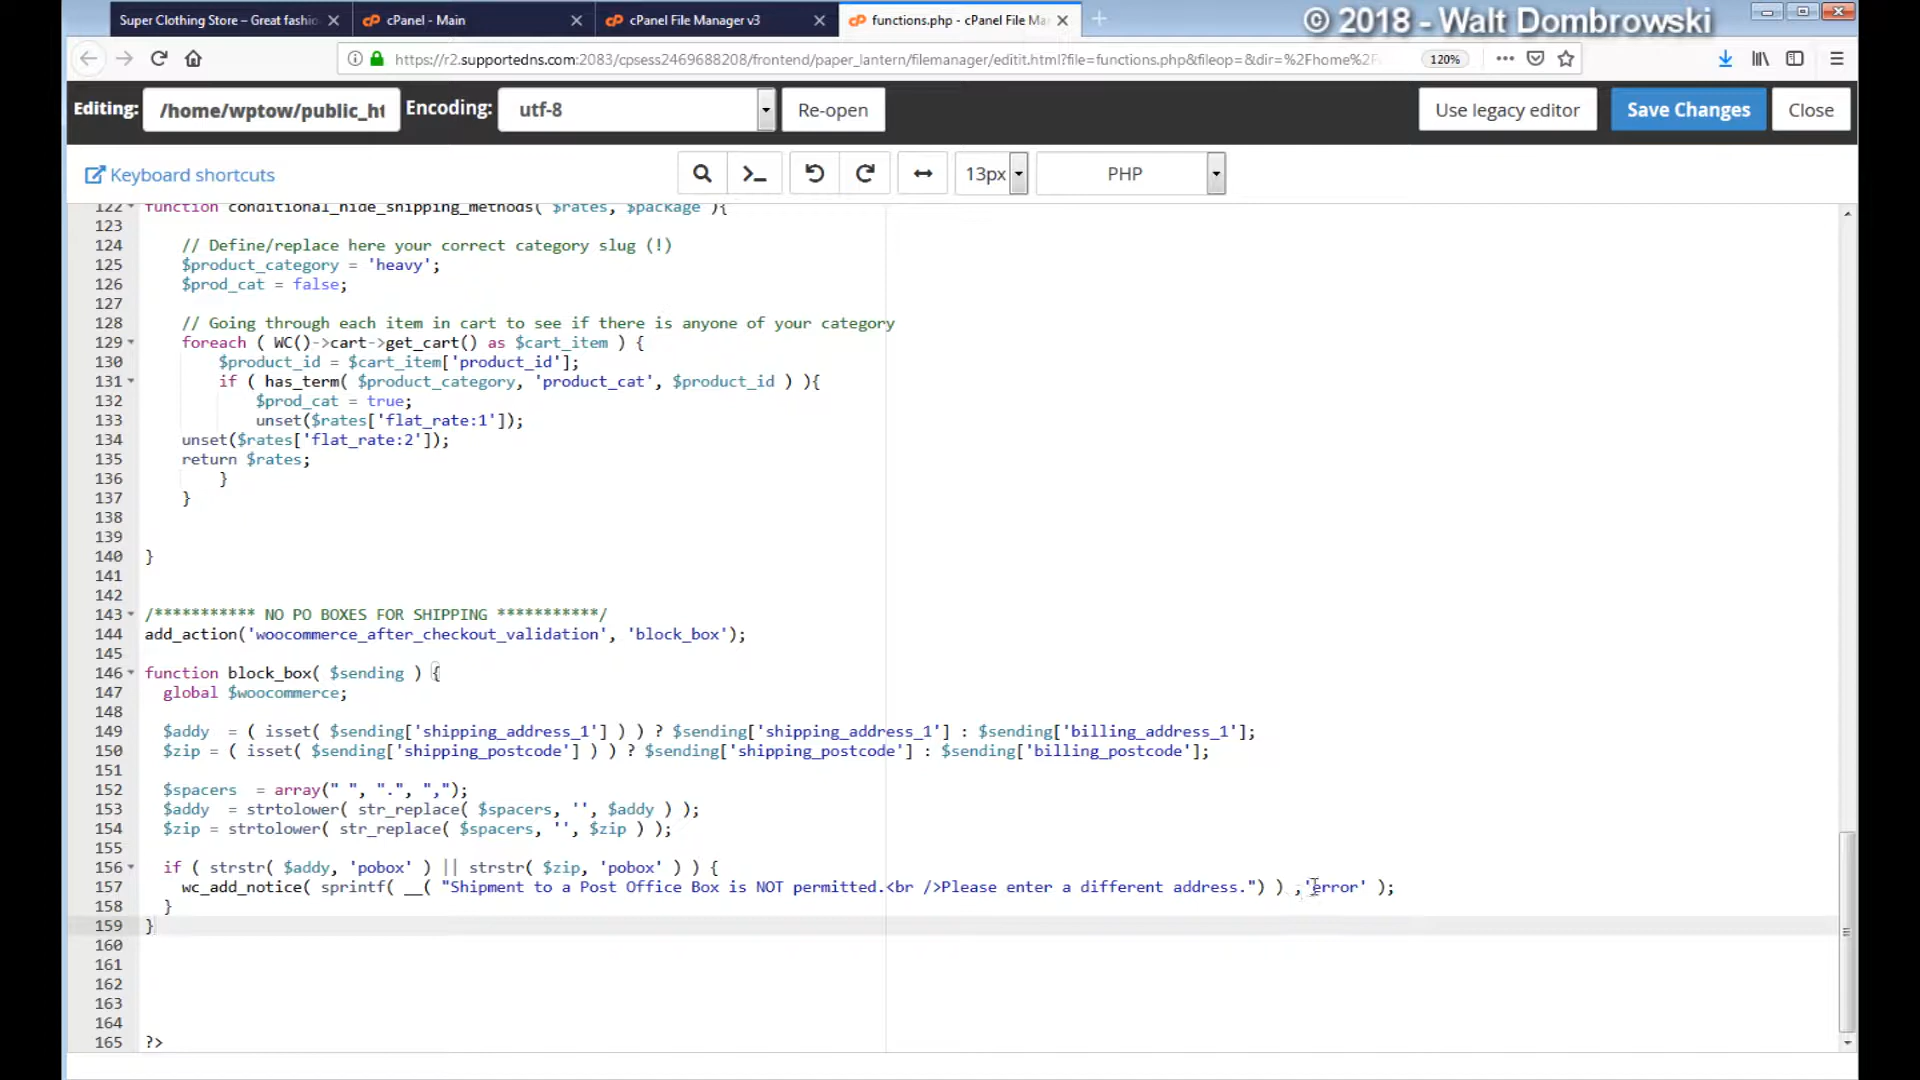 Super Clothing Store – Great fashio
cPanel - Main
cPanel File Manager v3
functions.php - cPanel File Ma
© 2018 - Walt Dombrowski
https://r2.supportedns.com:2083/cpsess2469688208/frontend/paper_lantern/filemanager/editit.html?file=functions.php&fileop=&dir=%2Fhome%2F
120%
Editing: /home/wptow/public_ht Encoding: utf-8 Re-open Use legacy editor Save Changes Close
Keyboard shortcuts 13px PHP
122 function conditional_hide_shipping_methods( $rates, $package ){
123
124 // Define/replace here your correct category slug (!)
125 $product_category = 'heavy';
126 $prod_cat = false;
127
128 // Going through each item in cart to see if there is anyone of your category
129 foreach ( WC()->cart->get_cart() as $cart_item ) {
130 $product_id = $cart_item['product_id'];
131 if ( has_term( $product_category, 'product_cat', $product_id ) ){
132 $prod_cat = true;
133 unset($rates['flat_rate:1']);
134 unset($rates['flat_rate:2']);
135 return $rates;
136 }
137 }
138
139
140 }
141
142
143 /*********** NO PO BOXES FOR SHIPPING ***********/
144 add_action('woocommerce_after_checkout_validation', 'block_box');
145
146 function block_box( $sending ) {
147 global $woocommerce;
148
149 $addy = ( isset( $sending['shipping_address_1'] ) ) ? $sending['shipping_address_1'] : $sending['billing_address_1'];
150 $zip = ( isset( $sending['shipping_postcode'] ) ) ? $sending['shipping_postcode'] : $sending['billing_postcode'];
151
152 $spacers = array(" ", ".", ",");
153 $addy = strtolower( str_replace( $spacers, '', $addy ) );
154 $zip = strtolower( str_replace( $spacers, '', $zip ) );
155
156 if ( strstr( $addy, 'pobox' ) || strstr( $zip, 'pobox' ) ) {
157 wc_add_notice( sprintf( __( "Shipment to a Post Office Box is NOT permitted.<br />Please enter a different address.") ) ,'error' );
158 }
159 }
160
161
162
163
164
165 ?>